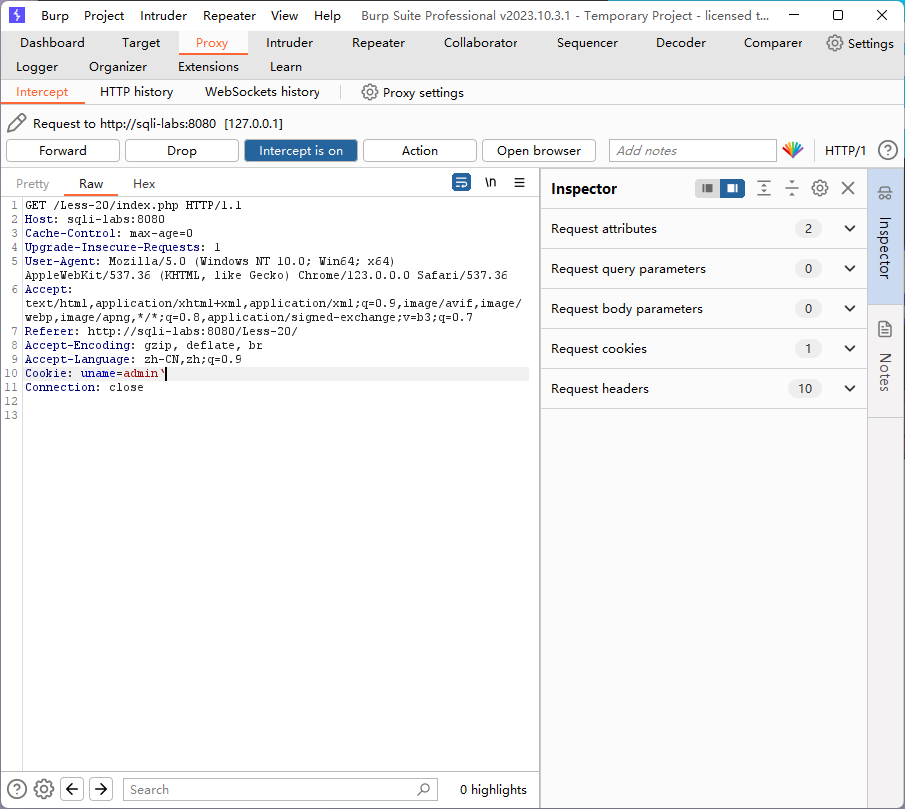 Burp Project Intruder Repeater View Help Burp Suite Professional v2023.10.3.1 - Temporary Project - licensed t...
Dashboard Target Proxy Intruder Repeater Collaborator Sequencer Decoder Comparer Settings
Logger Organizer Extensions Learn
Intercept HTTP history WebSockets history Proxy settings
Request to http://sqli-labs:8080 [127.0.0.1]
Forward Drop Intercept is on Action Open browser Add notes HTTP/1 ?
Pretty Raw Hex \n
1 GET /Less-20/index.php HTTP/1.1
2 Host: sqli-labs:8080
3 Cache-Control: max-age=0
4 Upgrade-Insecure-Requests: 1
5 User-Agent: Mozilla/5.0 (Windows NT 10.0; Win64; x64)
AppleWebKit/537.36 (KHTML, like Gecko) Chrome/123.0.0.0 Safari/537.36
6 Accept:
text/html,application/xhtml+xml,application/xml;q=0.9,image/avif,image/
webp,image/apng,*/*;q=0.8,application/signed-exchange;v=b3;q=0.7
7 Referer: http://sqli-labs:8080/Less-20/
8 Accept-Encoding: gzip, deflate, br
9 Accept-Language: zh-CN,zh;q=0.9
10 Cookie: uname=admin'
11 Connection: close
12
13
Inspector
Request attributes 2
Request query parameters 0
Request body parameters 0
Request cookies 1
Request headers 10
Inspector
Notes
? Search 0 highlights